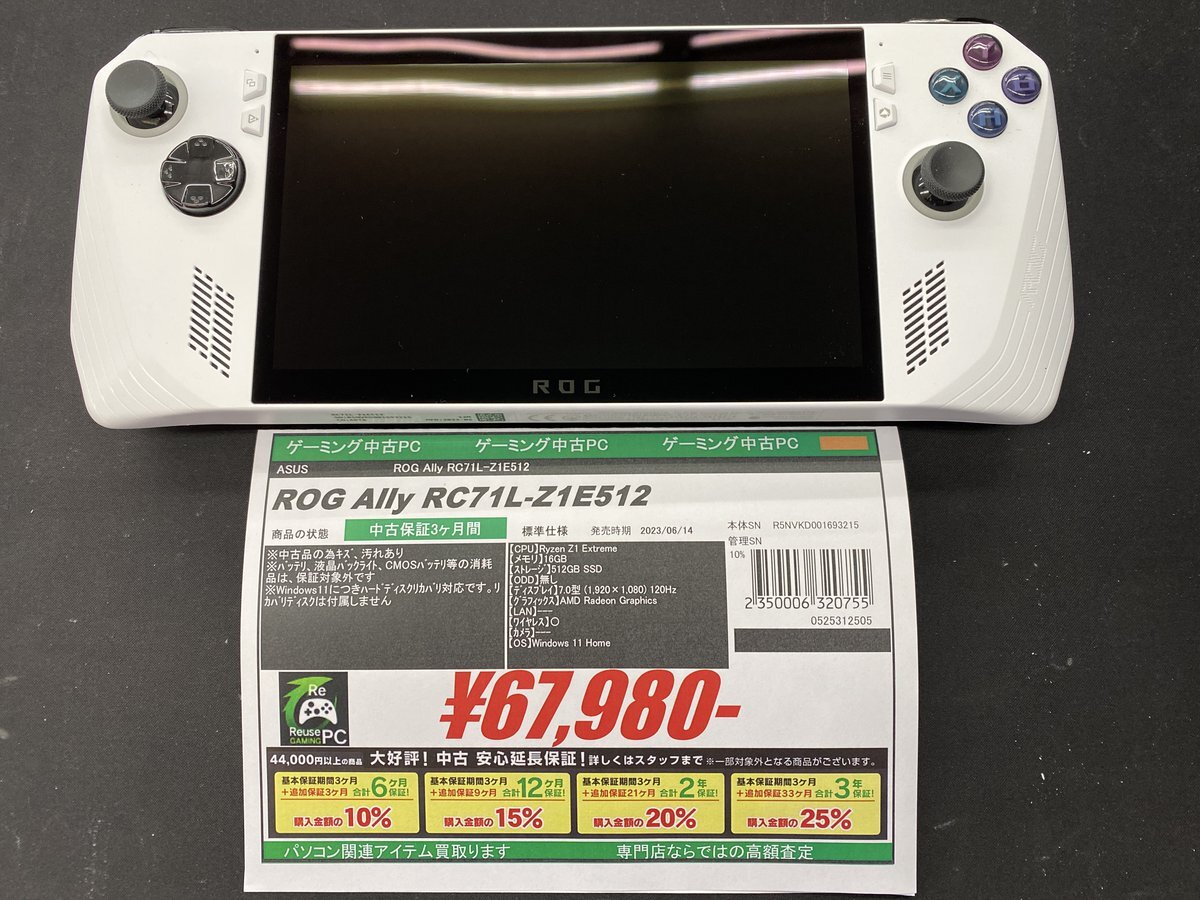 Y
X
B
A
ROG
ゲーミング中古PC ゲーミング中古PC ゲーミング中古PC
ASUS ROG Ally RC71L-Z1E512
ROG Ally RC71L-Z1E512
商品の状態 中古保証3ヶ月間 標準仕様 発売時期 2023/06/14
本体SN R5NVKD001693215
管理SN
10%
2350006320755
0525312505
※中古品の為ｷｽﾞ、汚れあり
※ﾊﾞｯﾃﾘ、液晶ﾊﾞｯｸﾗｲﾄ、CMOSﾊﾞｯﾃﾘ等の消耗
品は、保証対象外です
※Windows11につきﾊｰﾄﾞﾃﾞｨｽｸﾘｶﾊﾞﾘ対応です。ﾘ
ｶﾊﾞﾘﾃﾞｨｽｸは付属しません
【CPU】Ryzen Z1 Extreme
【ﾒﾓﾘ】16GB
【ｽﾄﾚｰｼﾞ】512GB SSD
【ODD】無し
【ﾃﾞｨｽﾌﾟﾚｲ】7.0型 (1,920×1,080) 120Hz
【ｸﾞﾗﾌｨｯｸｽ】AMD Radeon Graphics
【LAN】---
【ﾜｲﾔﾚｽ】〇
【ｶﾒﾗ】---
【OS】Windows 11 Home
Re
Reuse
GAMING PC
¥67,980-
44,000円以上の商品 大好評！中古 安心延長保証！詳しくはスタッフまで ※一部対象外となる商品がございます。
基本保証期間3ヶ月
+追加保証3ヶ月 合計6ヶ月保証!
購入金額の10%
基本保証期間3ヶ月
+追加保証9ヶ月 合計12ヶ月保証!
購入金額の15%
基本保証期間3ヶ月
+追加保証21ヶ月 合計2年保証!
購入金額の20%
基本保証期間3ヶ月
+追加保証33ヶ月 合計3年保証!
購入金額の25%
パソコン関連アイテム買取ります 専門店ならではの高額査定